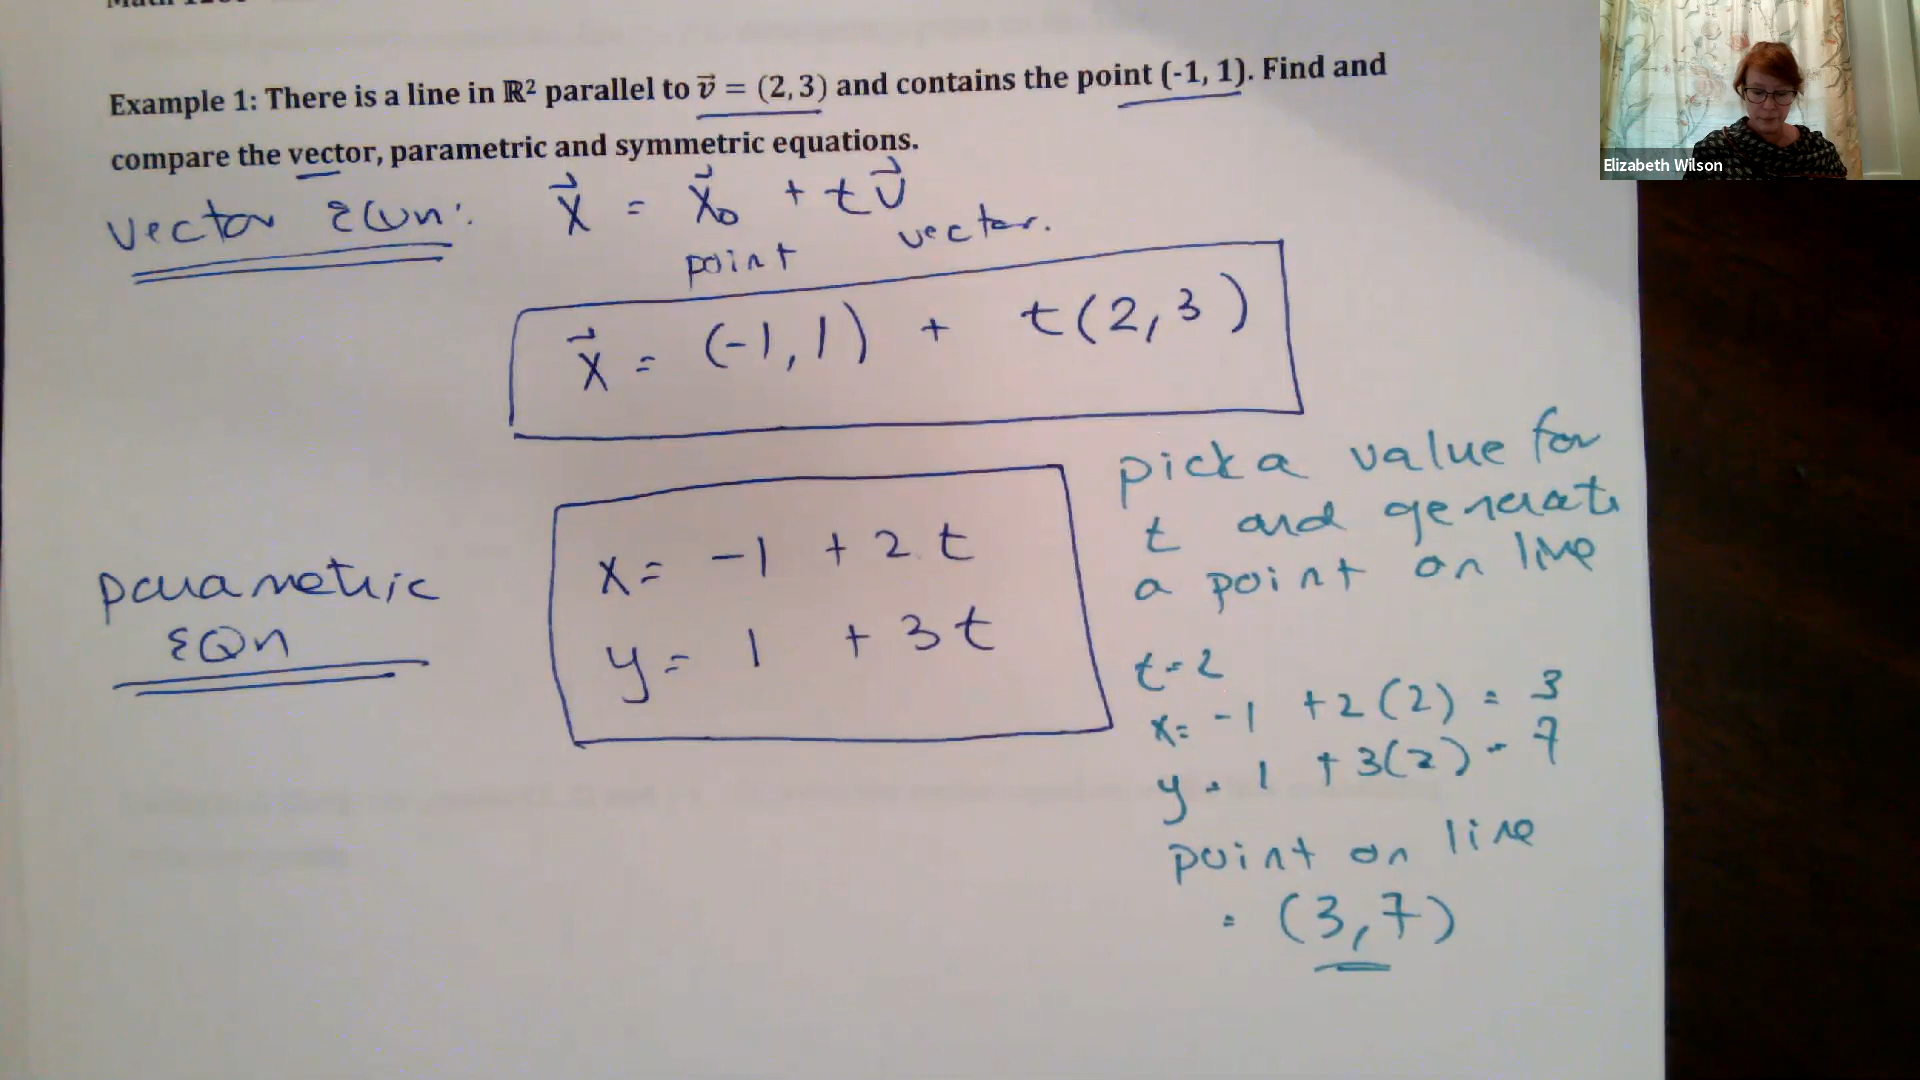 Example 1: There is a line in ℝ² parallel to v⃗ = (2, 3) and contains the point (-1, 1). Find and
compare the vector, parametric and symmetric equations.
vector EQn: x⃗ = x⃗₀ + t v⃗
point vector.
x⃗ = (-1, 1) + t(2, 3)
parametric
EQn
x = -1 + 2t
y = 1 + 3t
pick a value for
t and generate
a point on line
t = 2
x = -1 + 2(2) = 3
y = 1 + 3(2) = 7
point on line
= (3, 7)
Elizabeth Wilson